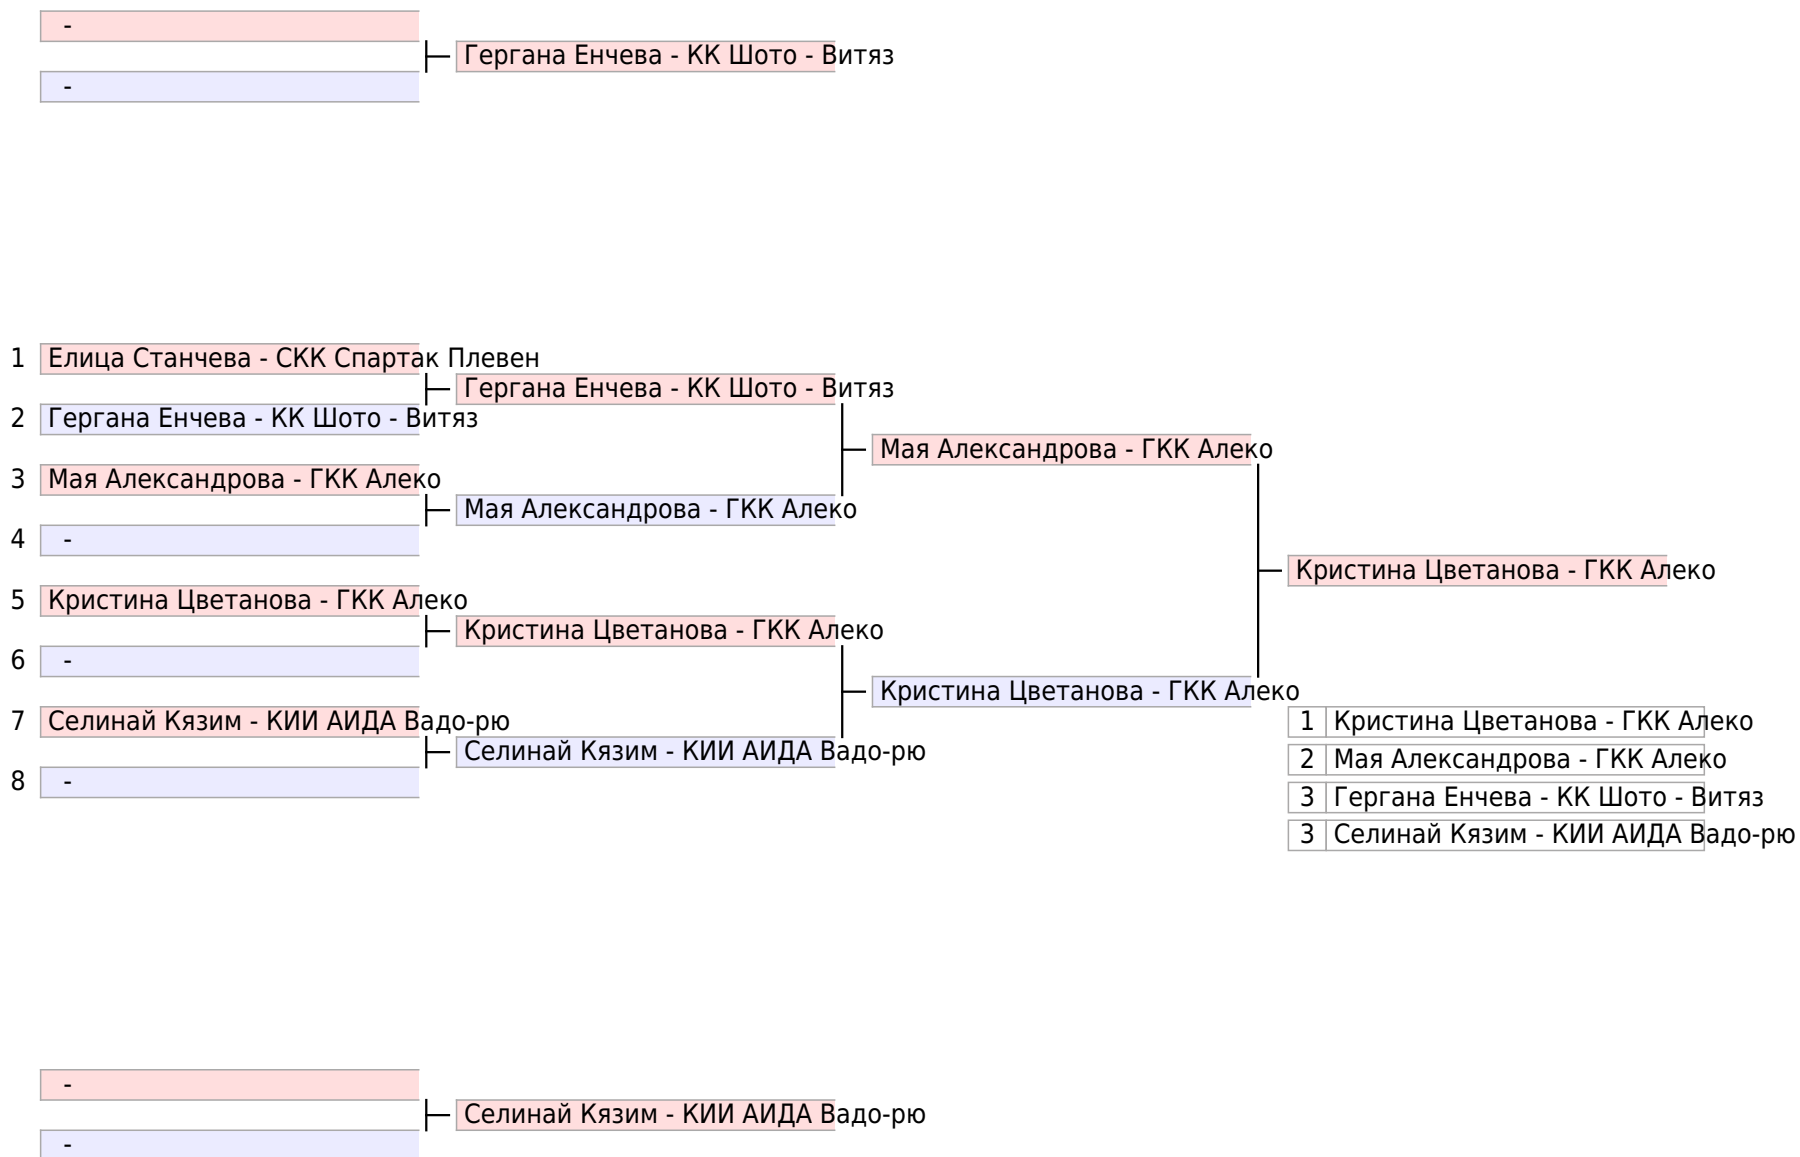 -
Гергана Енчева - КК Шото - Витяз
-
1 Елица Станчева - СКК Спартак Плевен
Гергана Енчева - КК Шото - Витяз
2 Гергана Енчева - КК Шото - Витяз
Мая Александрова - ГКК Алеко
3 Мая Александрова - ГКК Алеко
Мая Александрова - ГКК Алеко
4 -
Кристина Цветанова - ГКК Алеко
5 Кристина Цветанова - ГКК Алеко
Кристина Цветанова - ГКК Алеко
6 -
Кристина Цветанова - ГКК Алеко
7 Селинай Кязим - КИИ АИДА Вадо-рю
1 Кристина Цветанова - ГКК Алеко
Селинай Кязим - КИИ АИДА Вадо-рю
2 Мая Александрова - ГКК Алеко
8 -
3 Гергана Енчева - КК Шото - Витяз
3 Селинай Кязим - КИИ АИДА Вадо-рю
-
Селинай Кязим - КИИ АИДА Вадо-рю
-